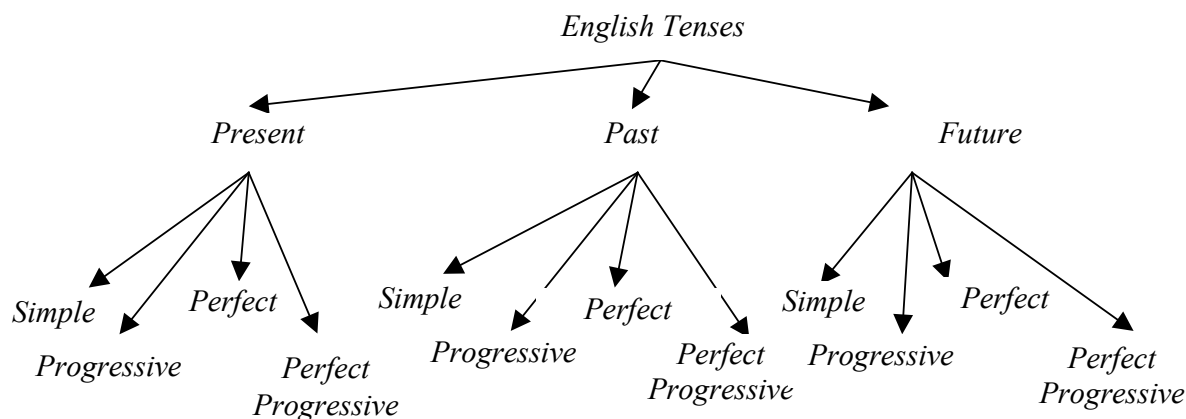 English Tenses
Present Past Future
Simple Perfect Simple Perfect Simple Perfect
Progressive Perfect Progressive Progressive Perfect Progressive Progressive Perfect Progressive